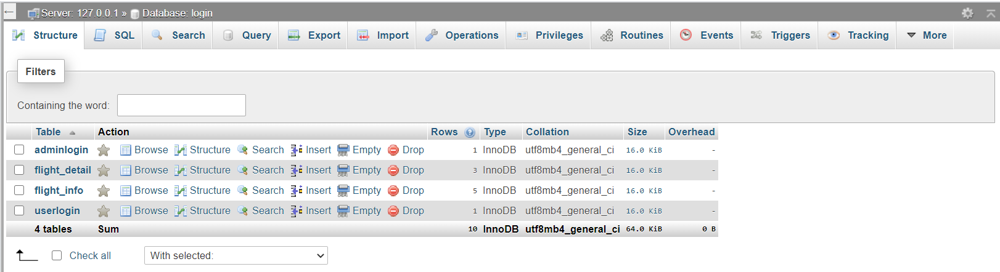 Server: 127.0.0.1 » Database: login
Structure SQL Search Query Export Import Operations Privileges Routines Events Triggers Tracking More
Filters
Containing the word:
Table Action Rows Type Collation Size Overhead
adminlogin Browse Structure Search Insert Empty Drop 1 InnoDB utf8mb4_general_ci 16.0 KiB -
flight_detail Browse Structure Search Insert Empty Drop 3 InnoDB utf8mb4_general_ci 16.0 KiB -
flight_info Browse Structure Search Insert Empty Drop 5 InnoDB utf8mb4_general_ci 16.0 KiB -
userlogin Browse Structure Search Insert Empty Drop 1 InnoDB utf8mb4_general_ci 16.0 KiB -
4 tables Sum 10 InnoDB utf8mb4_general_ci 64.0 KiB 0 B
Check all With selected: